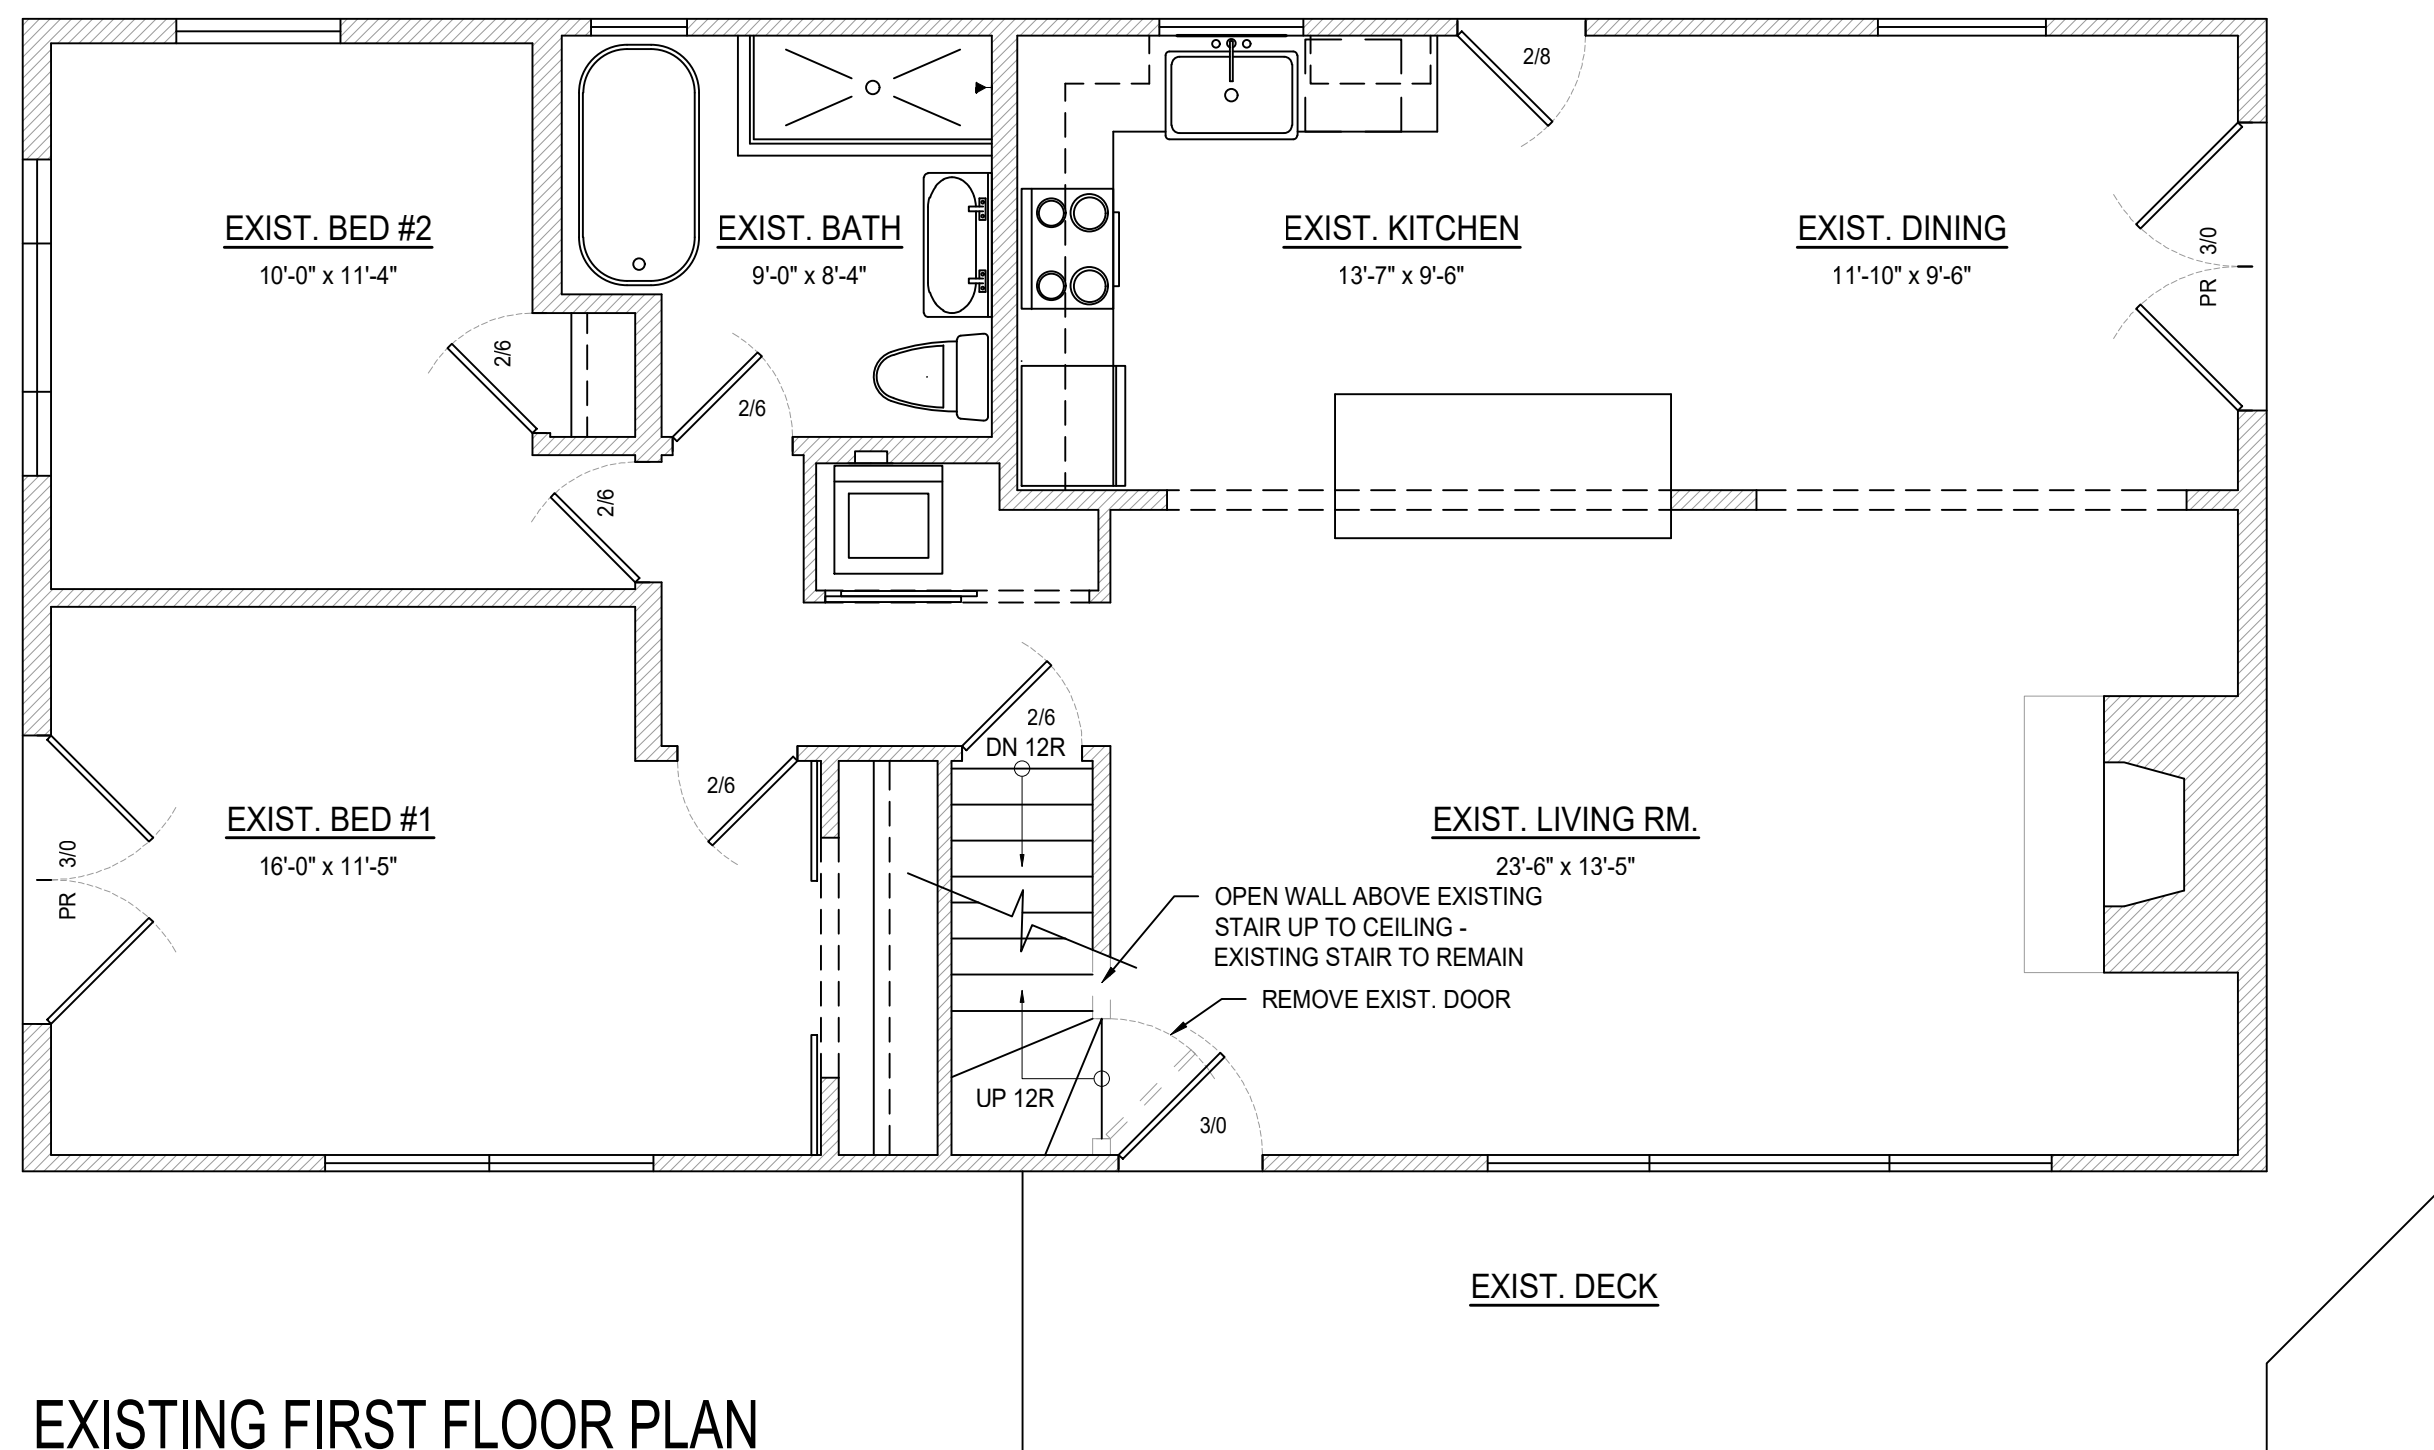 2/8
EXIST. BED #2
10'-0" x 11'-4"
EXIST. BATH
9'-0" x 8'-4"
EXIST. KITCHEN
13'-7" x 9'-6"
EXIST. DINING
11'-10" x 9'-6"
PR 3/0
2/6
2/6
2/6
2/6
DN 12R
2/6
EXIST. BED #1
16'-0" x 11'-5"
PR 3/0
EXIST. LIVING RM.
23'-6" x 13'-5"
OPEN WALL ABOVE EXISTING
STAIR UP TO CEILING -
EXISTING STAIR TO REMAIN
REMOVE EXIST. DOOR
UP 12R
3/0
EXIST. DECK
EXISTING FIRST FLOOR PLAN